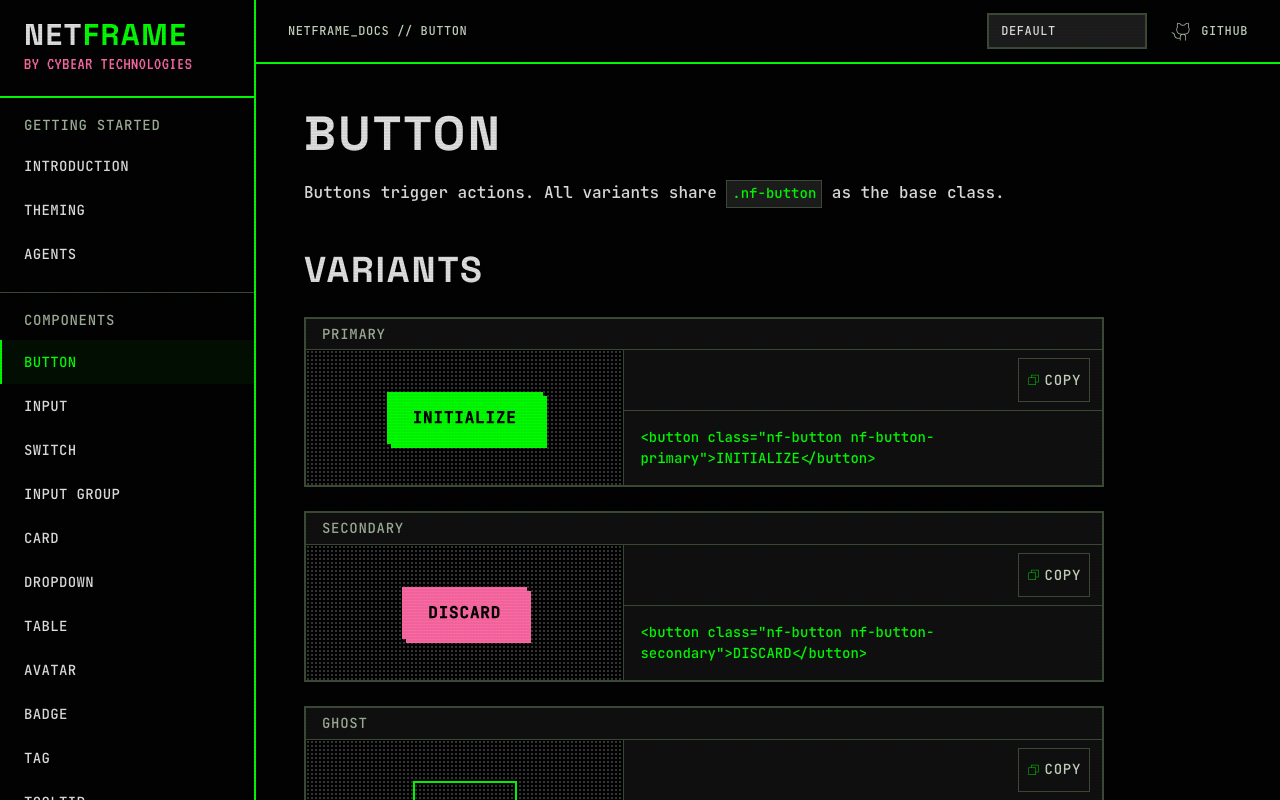 NETFRAME
BY CYBEAR TECHNOLOGIES
NETFRAME_DOCS // BUTTON
DEFAULT
GITHUB
GETTING STARTED
INTRODUCTION
THEMING
AGENTS
COMPONENTS
BUTTON
INPUT
SWITCH
INPUT GROUP
CARD
DROPDOWN
TABLE
AVATAR
BADGE
TAG
TOOLTIP
BUTTON
Buttons trigger actions. All variants share .nf-button as the base class.
VARIANTS
PRIMARY
INITIALIZE
COPY
<button class="nf-button nf-button-
primary">INITIALIZE</button>
SECONDARY
DISCARD
COPY
<button class="nf-button nf-button-
secondary">DISCARD</button>
GHOST
COPY